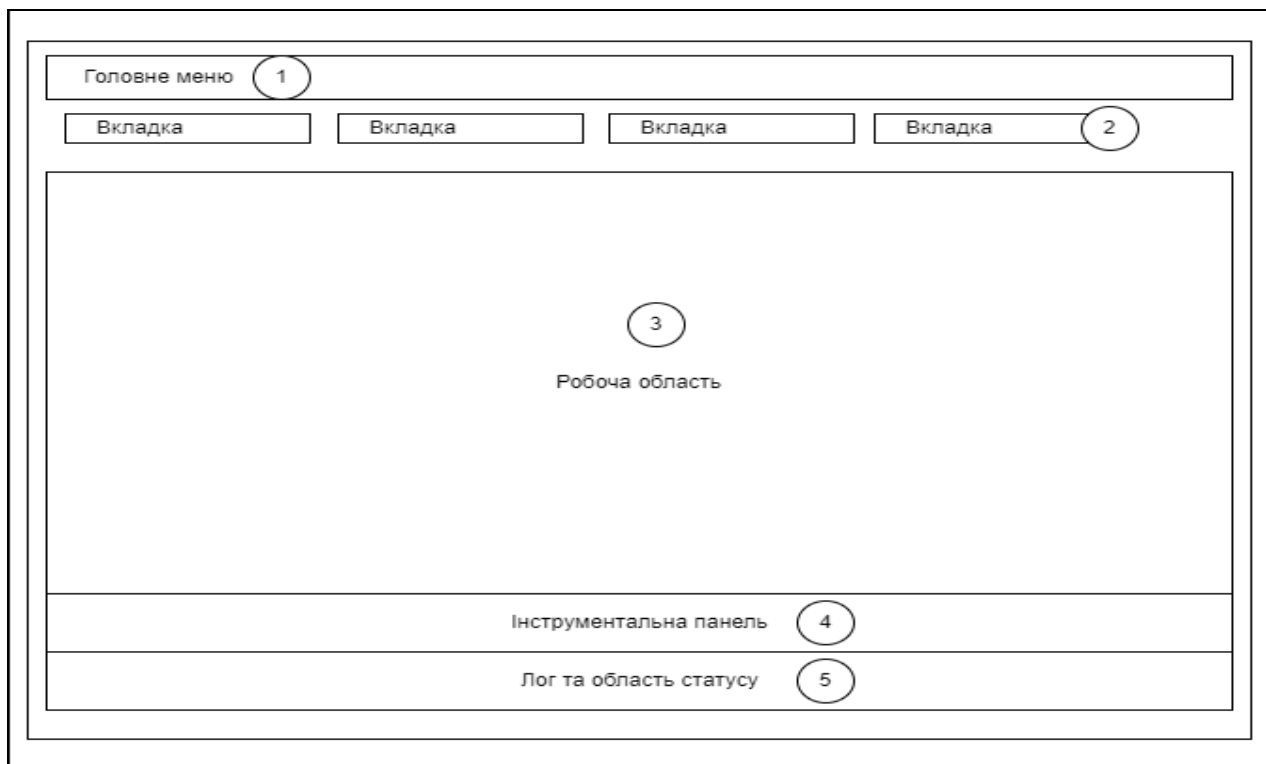 Головне меню 1
Вкладка Вкладка Вкладка Вкладка 2
3
Робоча область
Інструментальна панель 4
Лог та область статусу 5